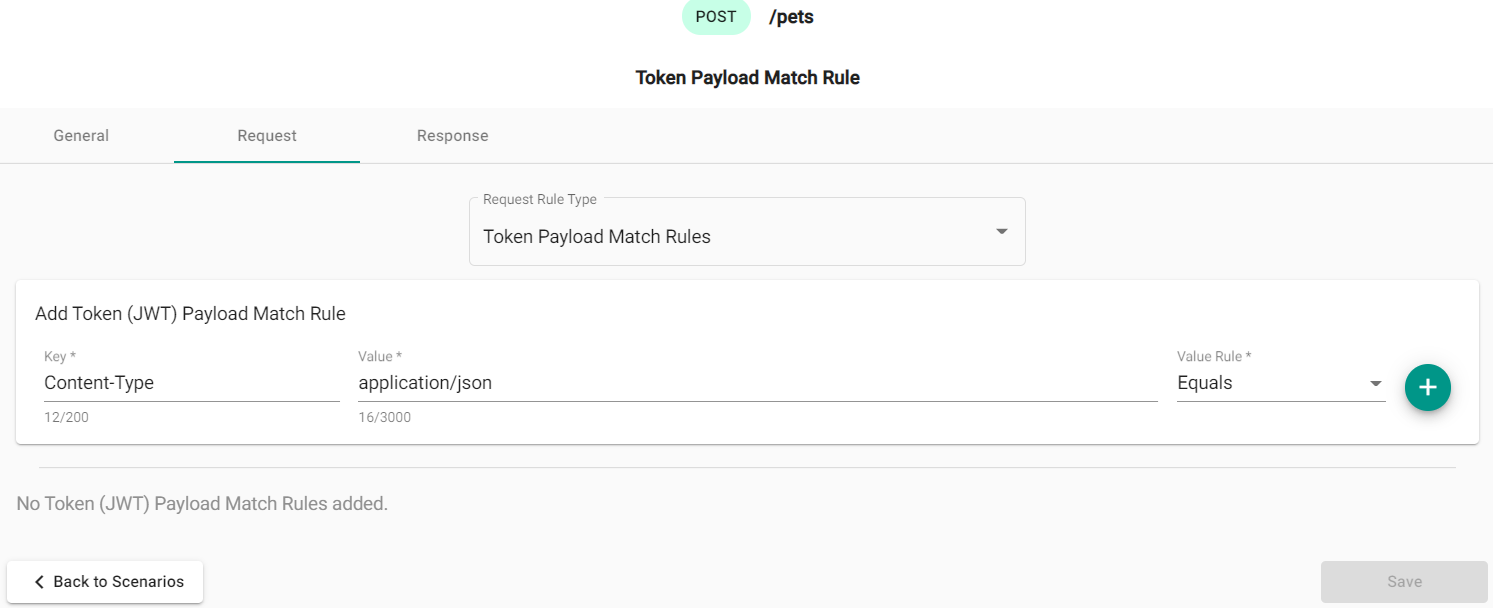 POST /pets
Token Payload Match Rule
General Request Response
Request Rule Type
Token Payload Match Rules
Add Token (JWT) Payload Match Rule
Key * Value * Value Rule *
Content-Type application/json Equals
12/200 16/3000
No Token (JWT) Payload Match Rules added.
Back to Scenarios Save